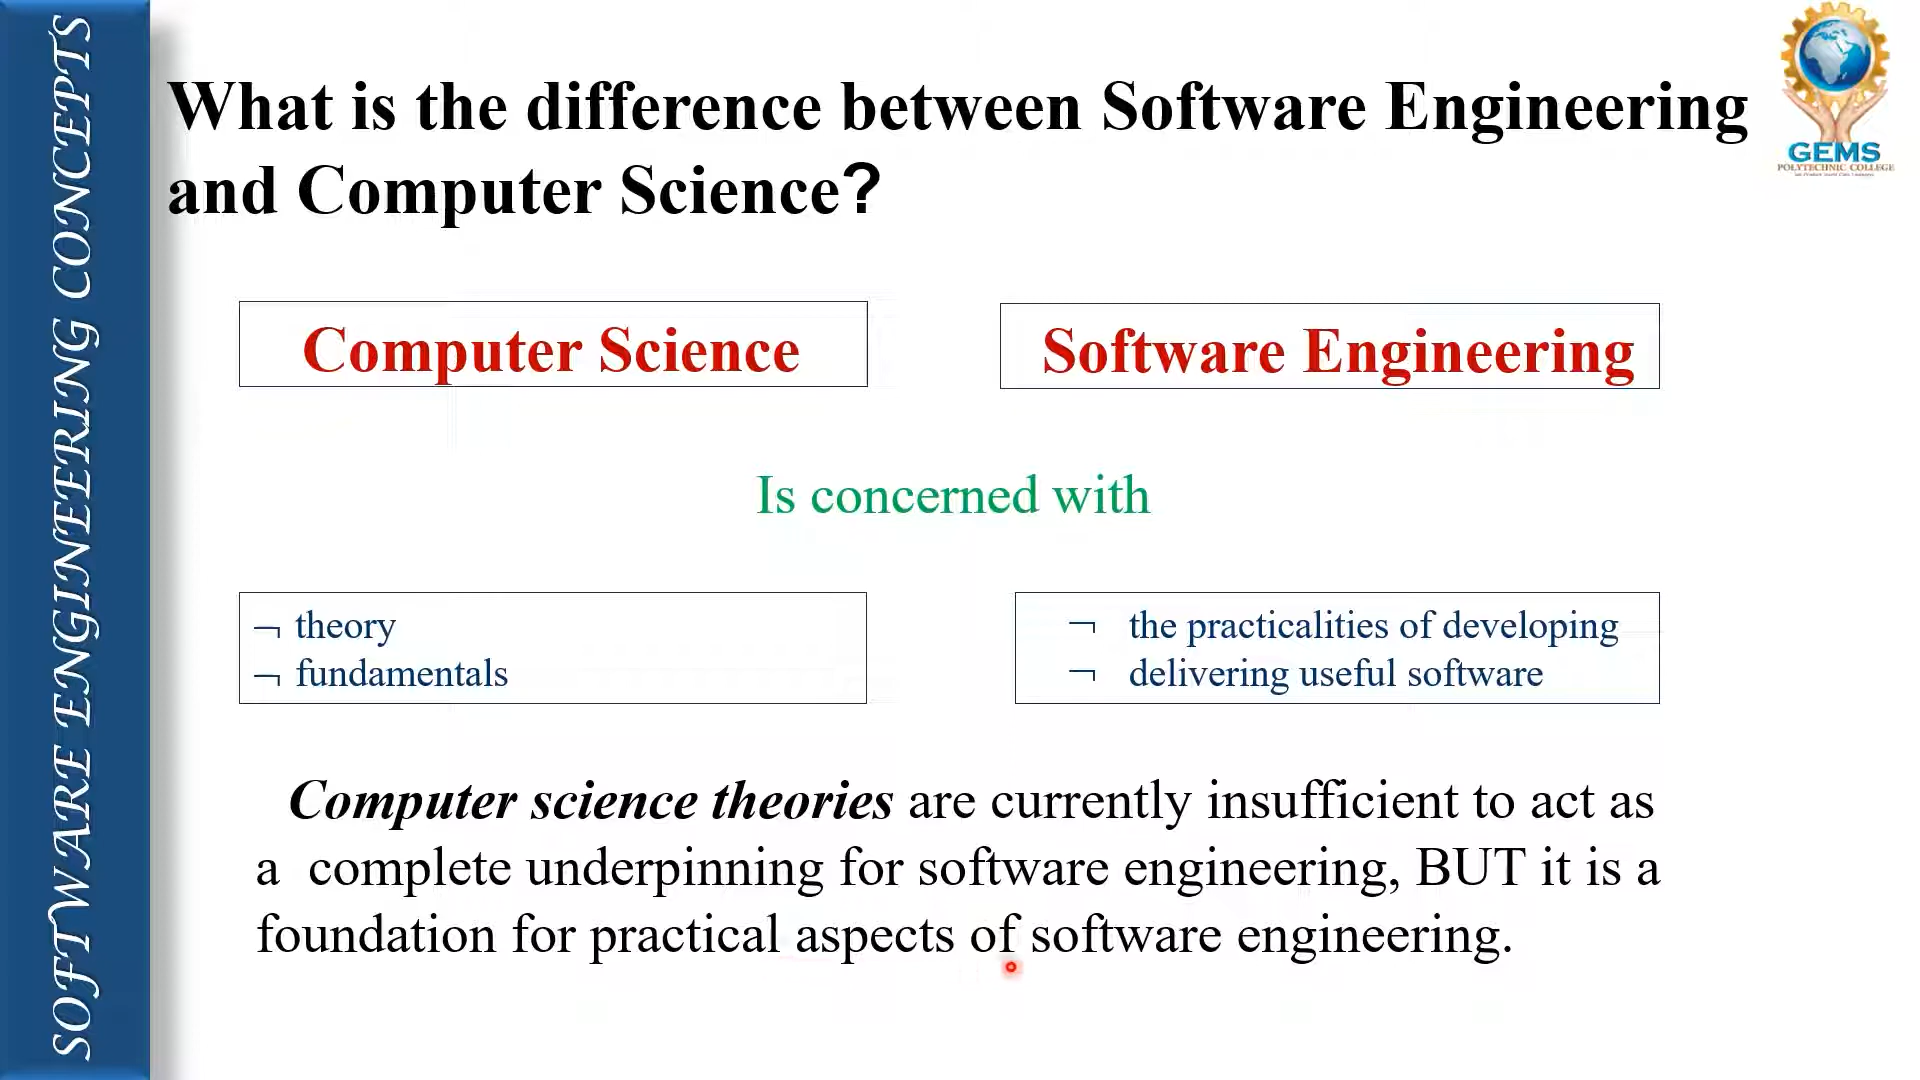 SOFTWARE ENGINEERING CONCEPTS
What is the difference between Software Engineering
and Computer Science?
GEMS
POLYTECHNIC COLLEGE
Computer Science
Software Engineering
Is concerned with
¬ theory
¬ fundamentals
¬ the practicalities of developing
¬ delivering useful software
Computer science theories are currently insufficient to act as
a complete underpinning for software engineering, BUT it is a
foundation for practical aspects of software engineering.